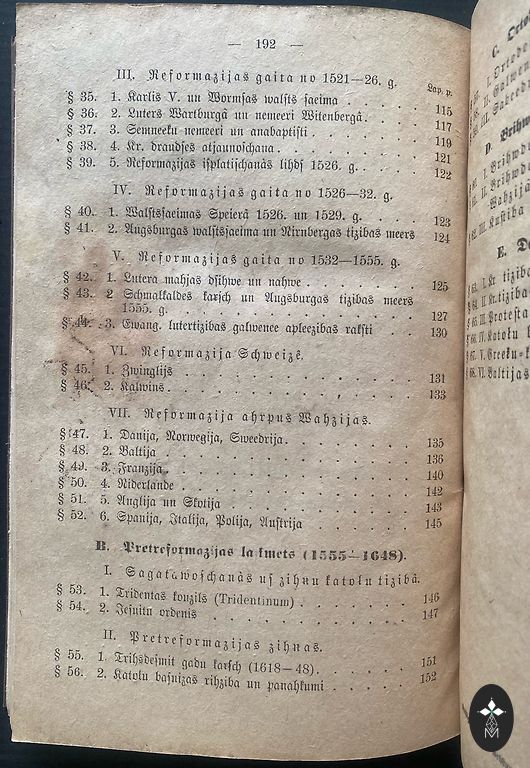 — 192 —
III. Reformazijas gaita no 1521—26. g.
Lap. p.
§ 35. 1. Karlis V. un Wormſas walſts ſaeima . . . . . . 115
§ 36. 2. Luters Wartburgā un nemeeri Witenbergā. . . . . 117
§ 37. 3. Semneeku nemeeri un anabaptiſti . . . . . . . 119
§ 38. 4. Kr. draudſes atjaunoſchana . . . . . . . . 121
§ 39. 5. Reformazijas iſplatiſchanàs lihdſ 1526. g. . . . . . 122
IV. Reformazijas gaita no 1526—32. g.
§ 40. 1. Walſtsſaeimas Speierā 1526. un 1529. g. . . . . . 123
§ 41. 2. Augsburgas walſtsſaeima un Nirnbergas tizibas meers 124
V. Reformazijas gaita no 1532—1555. g.
§ 42. 1. Lutera mahjas dſihwe un nahwe . . . . . . . 125
§ 43. 2 Schmalkaldes karſch un Augsburgas tizibas meers
1555. g. . . . . . . . . . . . . . 127
§ 44. 3. Ewang. lutertizibas galwenee apleezibas rakſti . . . 130
VI. Reformazija Schweizē.
§ 45. 1. Zwinglijs . . . . . . . . . . . . 131
§ 46. 2. Kalwins. . . . . . . . . . . . . 133
VII. Reformazija ahrpus Wahzijas.
§ 47. 1. Danija, Norwegija, Sweedrija. . . . . . . . 135
§ 48. 2. Baltija . . . . . . . . . . . . . 136
§ 49. 3. Franzija. . . . . . . . . . . . . 140
§ 50. 4. Niderlande . . . . . . . . . . . . 142
§ 51. 5. Anglija un Skotija . . . . . . . . . . 143
§ 52. 6. Spanija, Italija, Polija, Auſtrija . . . . . . . 145
B. Pretreformazijas laikmets (1555—1648).
I. Sagatawoſchanàs uſ zihņu katolu tizibā.
§ 53. 1. Tridentas konzils (Tridentinum) . . . . . . . . 146
§ 54. 2. Jeſuitu ordenis . . . . . . . . . . . 147
II. Pretreformazijas zihņas.
§ 55. 1. Trihsdeſmit gadu karſch (1618—48). . . . . . . 151
§ 56. 2. Katoļu baſnizas rihziba un panahkumi . . . . . . 152